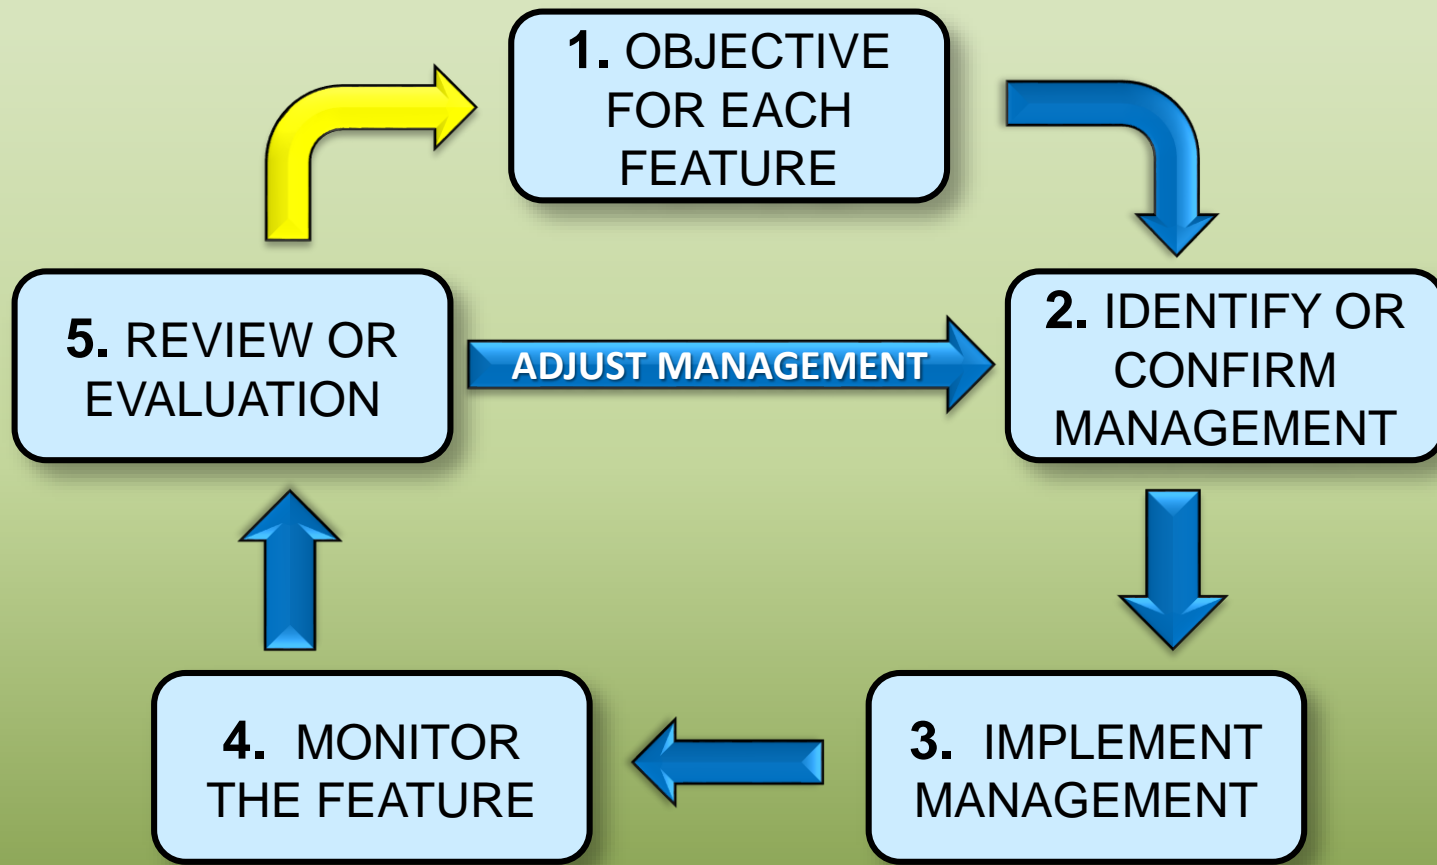 1. OBJECTIVE
FOR EACH
FEATURE
2. IDENTIFY OR
CONFIRM
MANAGEMENT
5. REVIEW OR
EVALUATION
ADJUST MANAGEMENT
4. MONITOR
THE FEATURE
3. IMPLEMENT
MANAGEMENT